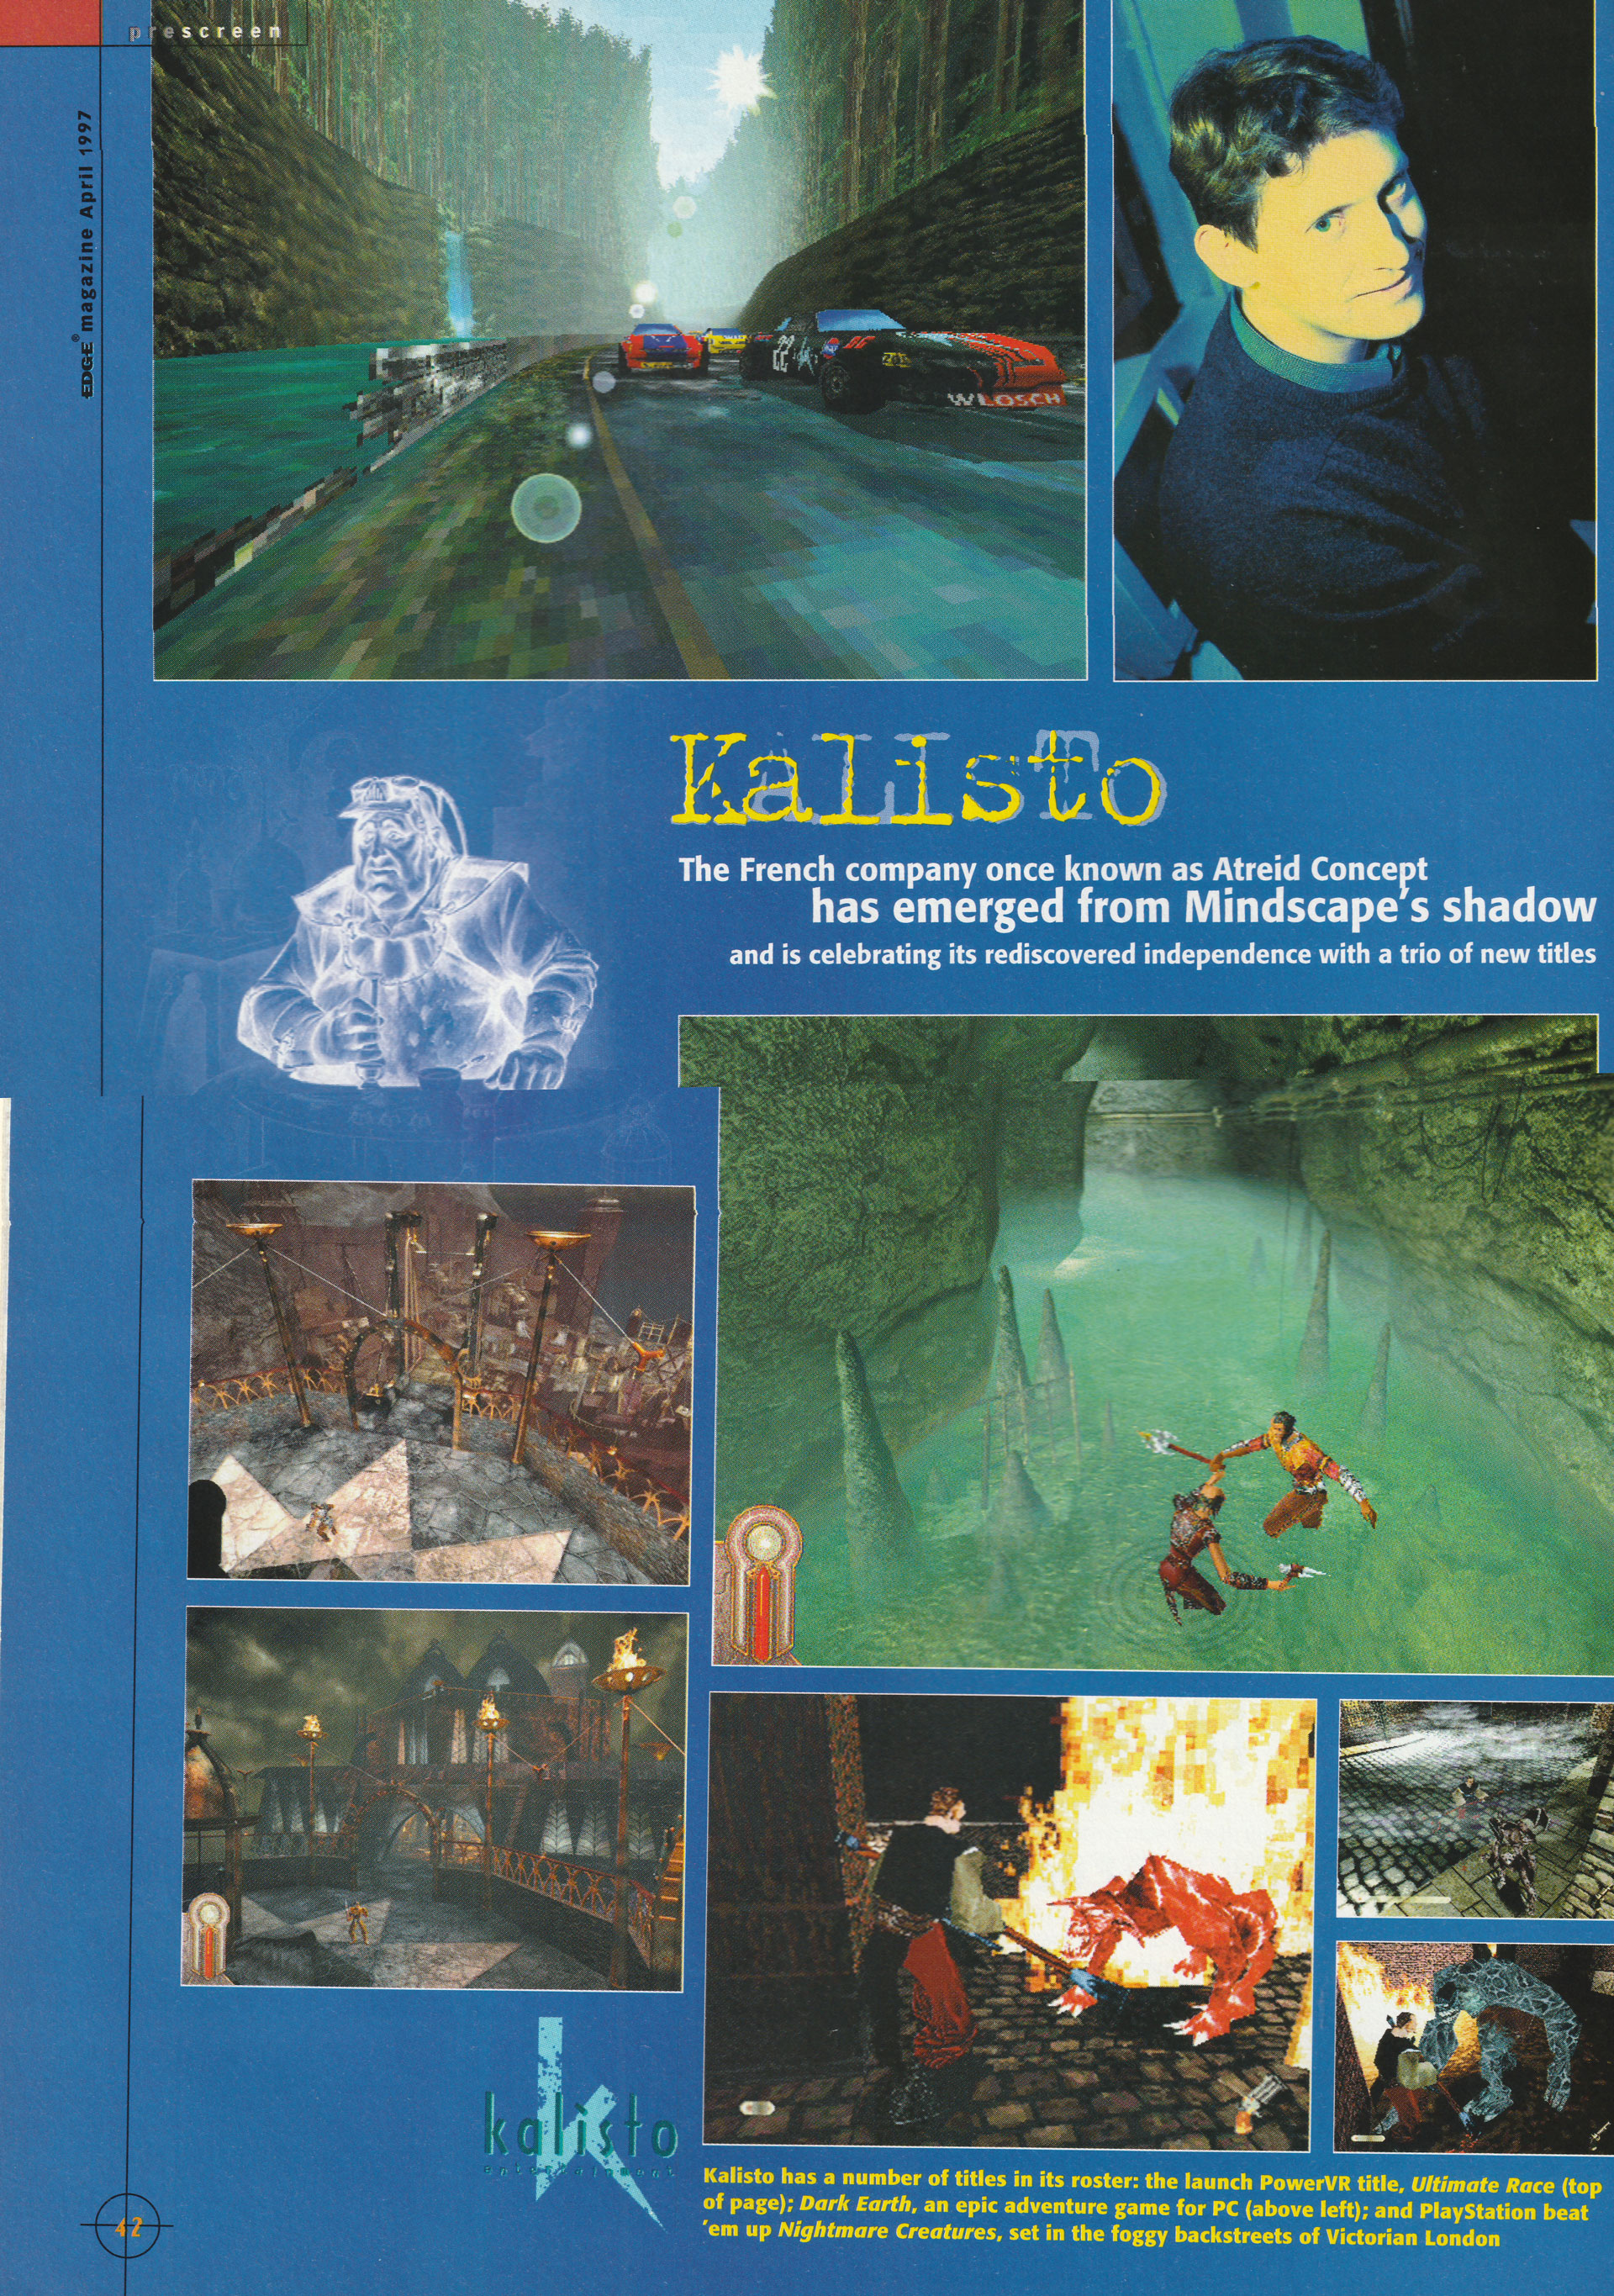 prescreen
EDGE® magazine April 1997
WLOSCH
Kalisto
The French company once known as Atreid Concept
has emerged from Mindscape's shadow
and is celebrating its rediscovered independence with a trio of new titles
k
kalisto
entertainment
Kalisto has a number of titles in its roster: the launch PowerVR title, Ultimate Race (top
of page); Dark Earth, an epic adventure game for PC (above left); and PlayStation beat
'em up Nightmare Creatures, set in the foggy backstreets of Victorian London
42